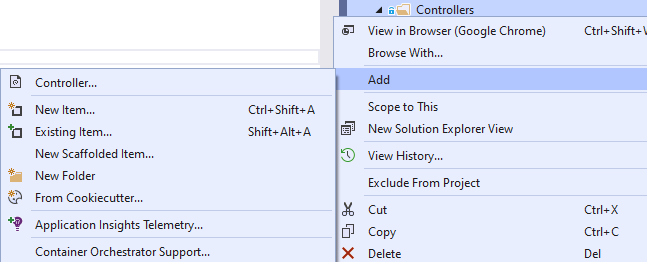 Controllers
View in Browser (Google Chrome) Ctrl+Shift+
Browse With...
Add
Scope to This
New Solution Explorer View
View History...
Exclude From Project
Cut Ctrl+X
Copy Ctrl+C
Delete Del
Controller...
New Item... Ctrl+Shift+A
Existing Item... Shift+Alt+A
New Scaffolded Item...
New Folder
From Cookiecutter...
Application Insights Telemetry...
Container Orchestrator Support...